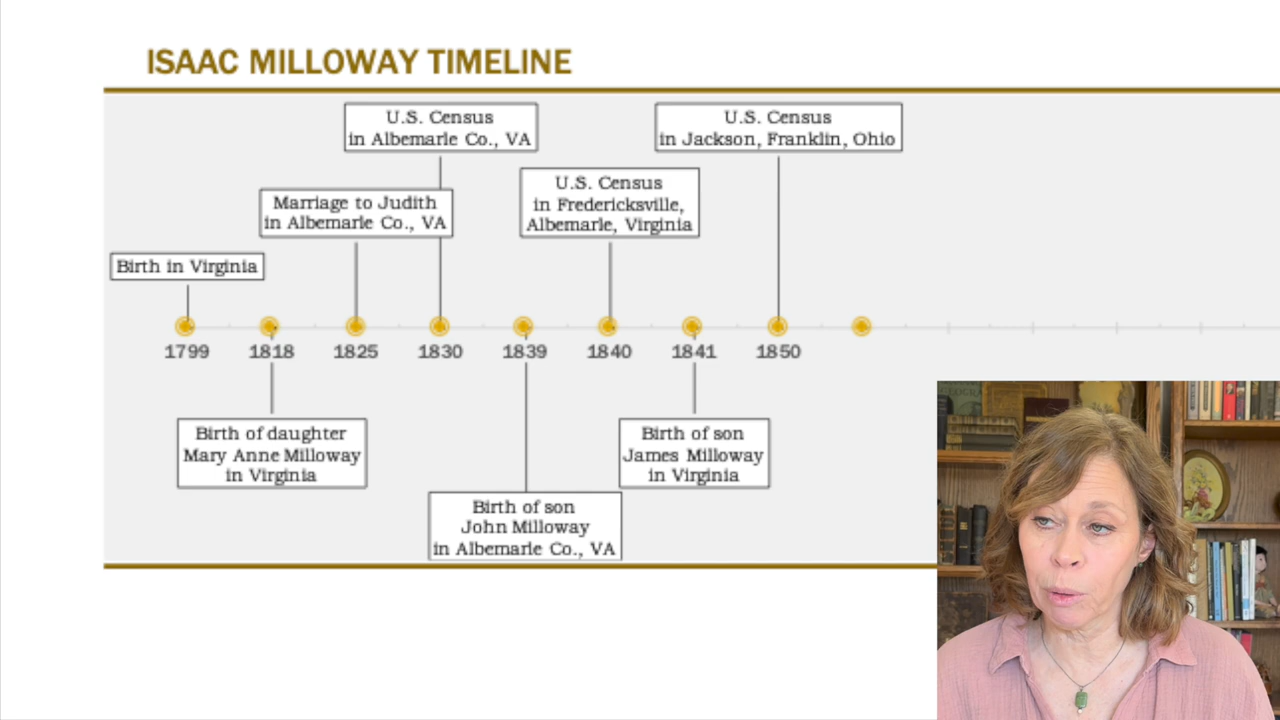 ISAAC MILLOWAY TIMELINE
U.S. Census
in Albemarle Co., VA
U.S. Census
in Jackson, Franklin, Ohio
U.S. Census
in Fredericksville,
Albemarle, Virginia
Marriage to Judith
in Albemarle Co., VA
Birth in Virginia
1799
1818
1825
1830
1839
1840
1841
1850
Birth of daughter
Mary Anne Milloway
in Virginia
Birth of son
James Milloway
in Virginia
Birth of son
John Milloway
in Albemarle Co., VA